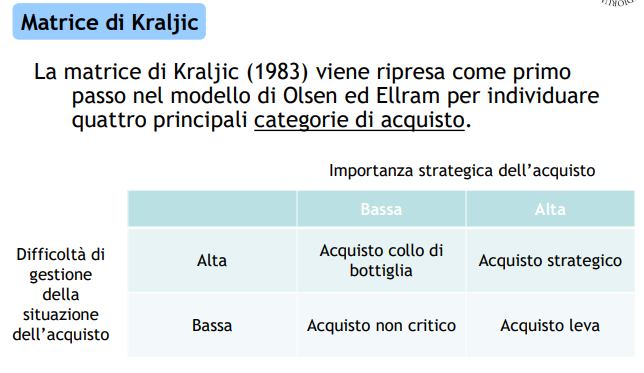 Matrice di Kraljic
La matrice di Kraljic (1983) viene ripresa come primo
passo nel modello di Olsen ed Ellram per individuare
quattro principali categorie di acquisto.
Importanza strategica dell’acquisto
Bassa Alta
Difficoltà di
gestione
della
situazione
dell’acquisto
Alta
Acquisto collo di
bottiglia
Acquisto strategico
Bassa
Acquisto non critico
Acquisto leva